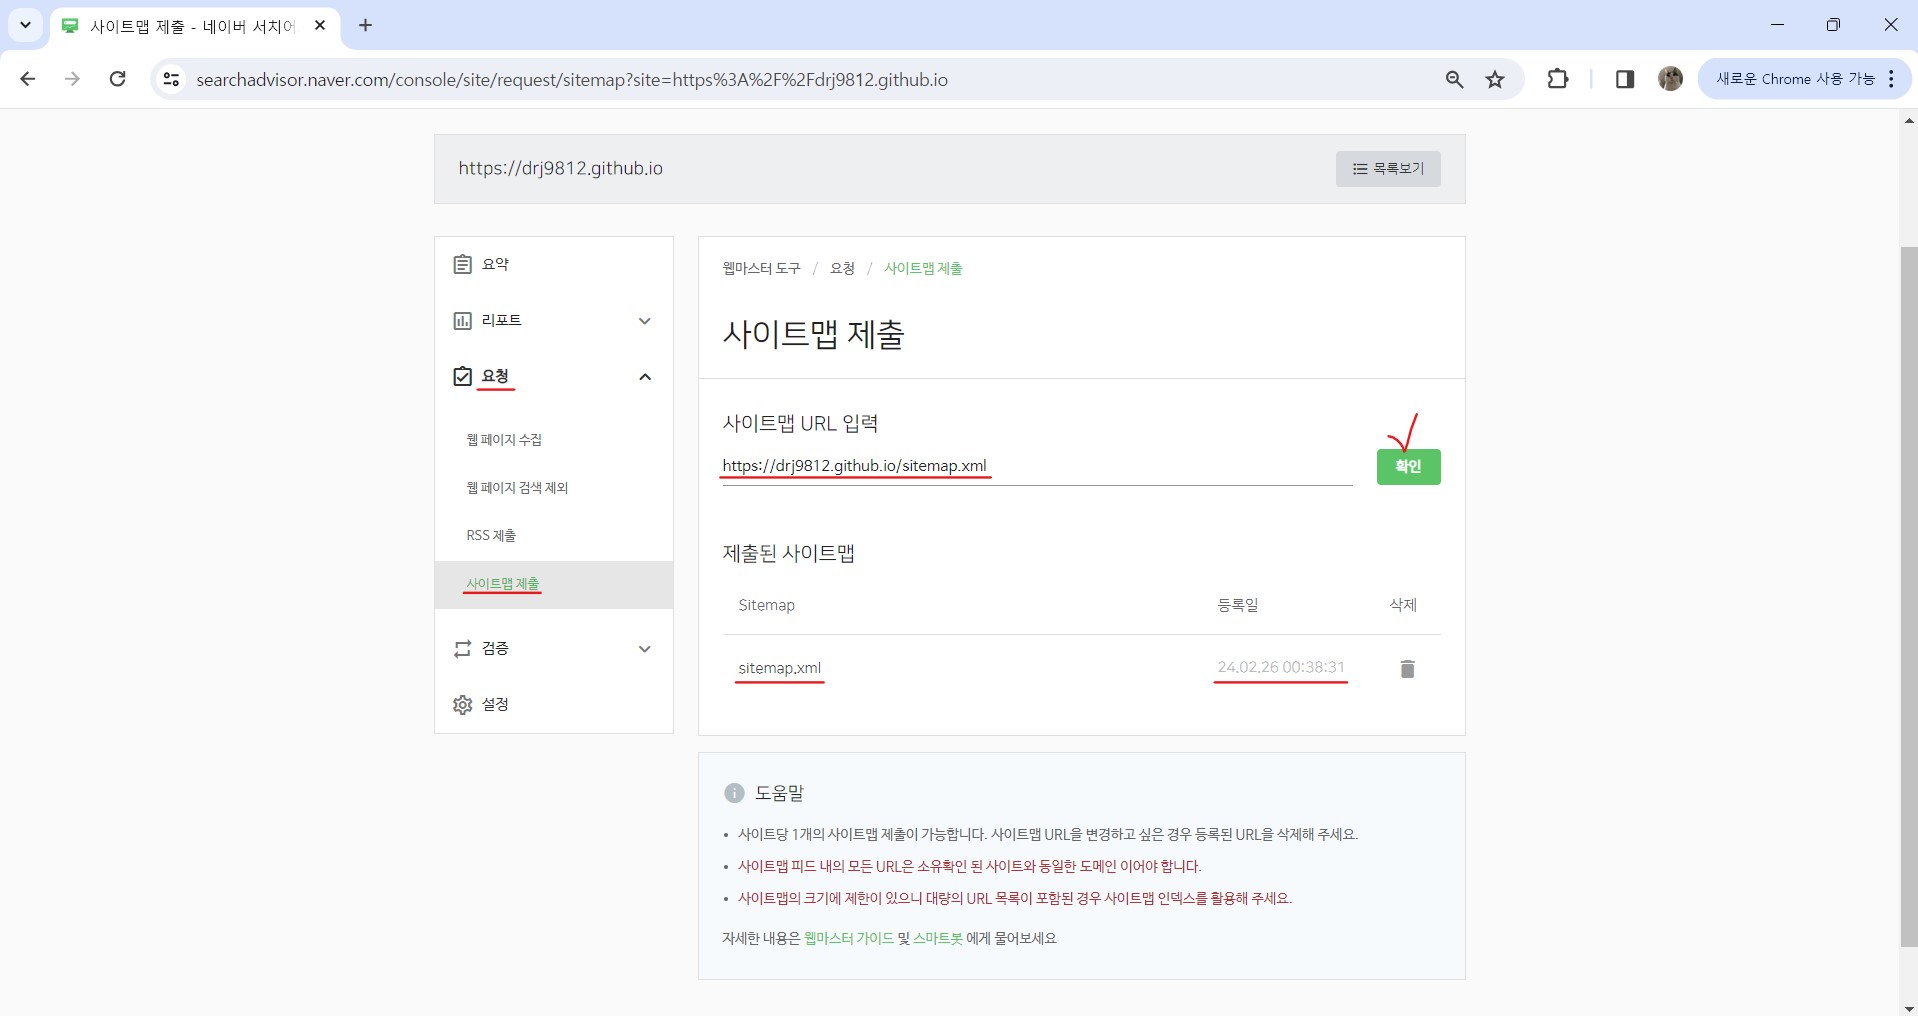 사이트맵 제출 - 네이버 서치어
searchadvisor.naver.com/console/site/request/sitemap?site=https%3A%2F%2Fdrj9812.github.io
새로운 Chrome 사용 가능
https://drj9812.github.io
목록보기
요약
리포트
요청
웹 페이지 수집
웹 페이지 검색 제외
RSS 제출
사이트맵 제출
검증
설정
웹마스터 도구 / 요청 / 사이트맵 제출
사이트맵 제출
사이트맵 URL 입력
https://drj9812.github.io/sitemap.xml
확인
제출된 사이트맵
Sitemap 등록일 삭제
sitemap.xml 24.02.26 00:38:31
도움말
• 사이트당 1개의 사이트맵 제출이 가능합니다. 사이트맵 URL을 변경하고 싶은 경우 등록된 URL을 삭제해 주세요.
• 사이트맵 피드 내의 모든 URL은 소유확인 된 사이트와 동일한 도메인 이어야 합니다.
• 사이트맵의 크기에 제한이 있으니 대량의 URL 목록이 포함된 경우 사이트맵 인덱스를 활용해 주세요.
자세한 내용은 웹마스터 가이드 및 스마트봇 에게 물어보세요